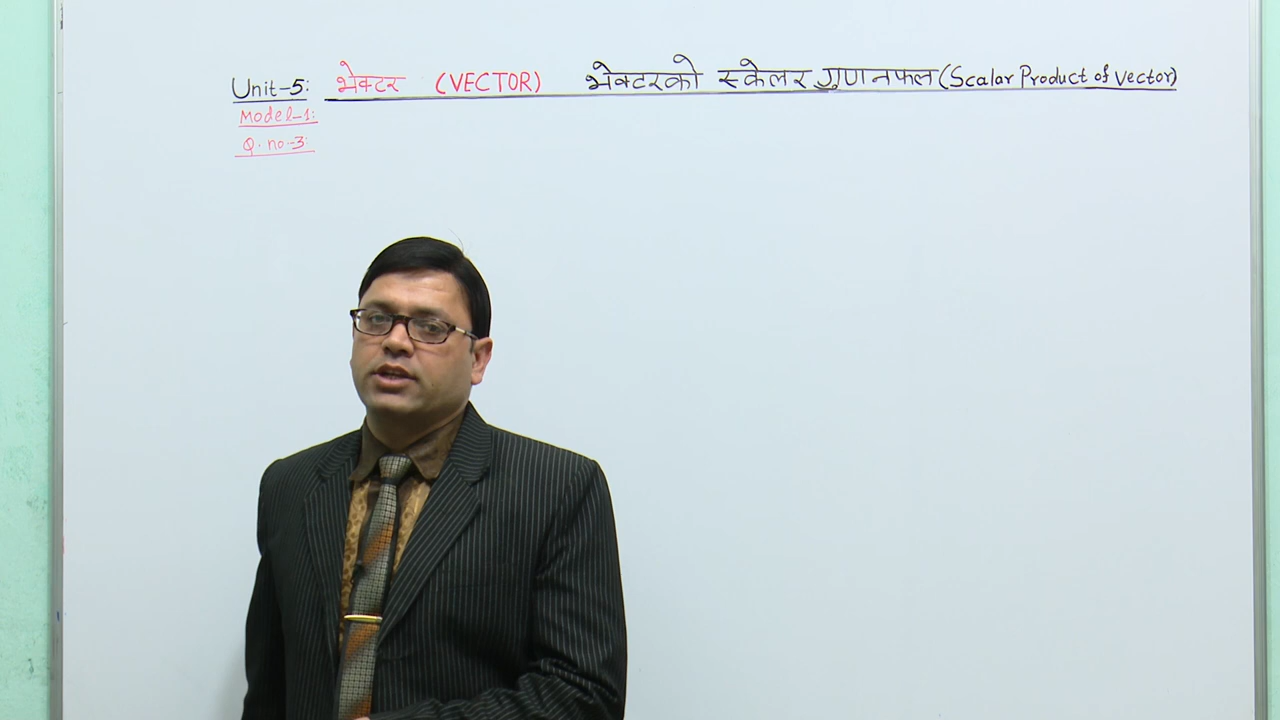 Unit-5: भेक्टर (VECTOR) भेक्टरको स्केलर गुणनफल (Scalar Product of Vector)
Model-1:
Q. no-3: